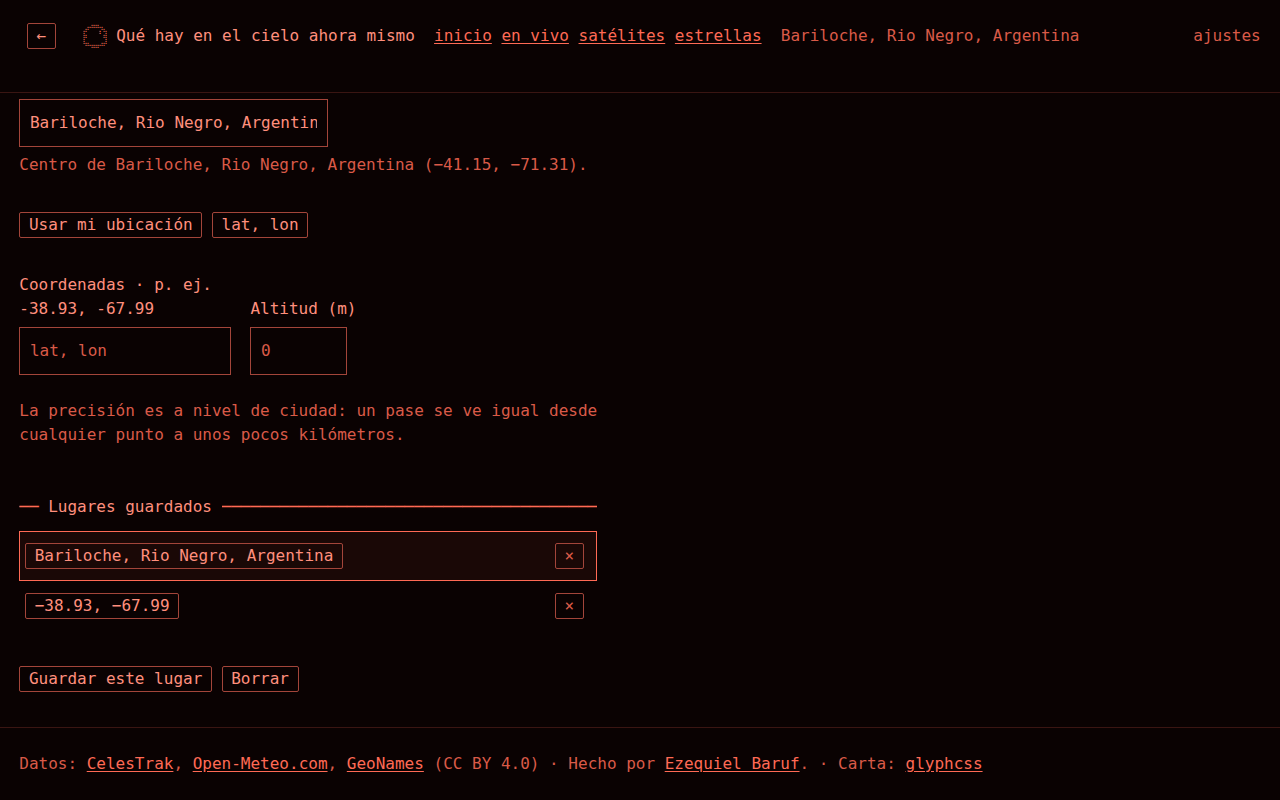 ← Qué hay en el cielo ahora mismo inicio en vivo satélites estrellas Bariloche, Rio Negro, Argentina ajustes
Bariloche, Rio Negro, Argentin
Centro de Bariloche, Rio Negro, Argentina (−41.15, −71.31).
Usar mi ubicación lat, lon
Coordenadas · p. ej.
-38.93, -67.99 Altitud (m)
lat, lon 0
La precisión es a nivel de ciudad: un pase se ve igual desde
cualquier punto a unos pocos kilómetros.
Lugares guardados
Bariloche, Rio Negro, Argentina ×
−38.93, −67.99 ×
Guardar este lugar Borrar
Datos: CelesTrak, Open-Meteo.com, GeoNames (CC BY 4.0) · Hecho por Ezequiel Baruf. · Carta: glyphcss